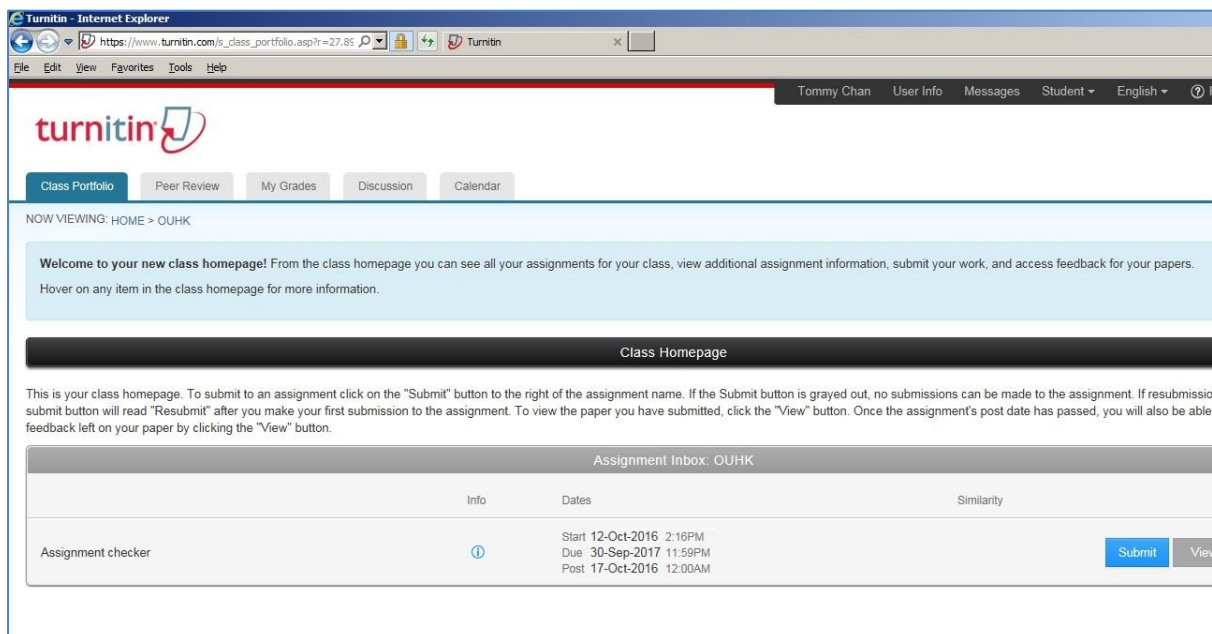 Turnitin - Internet Explorer
https://www.turnitin.com/s_class_portfolio.asp?r=27.89 Turnitin
File Edit View Favorites Tools Help
Tommy Chan User Info Messages Student English
turnitin
Class Portfolio Peer Review My Grades Discussion Calendar
NOW VIEWING: HOME > OUHK
Welcome to your new class homepage! From the class homepage you can see all your assignments for your class, view additional assignment information, submit your work, and access feedback for your papers.
Hover on any item in the class homepage for more information.
Class Homepage
This is your class homepage. To submit to an assignment click on the "Submit" button to the right of the assignment name. If the Submit button is grayed out, no submissions can be made to the assignment. If resubmissio
submit button will read "Resubmit" after you make your first submission to the assignment. To view the paper you have submitted, click the "View" button. Once the assignment's post date has passed, you will also be able
feedback left on your paper by clicking the "View" button.
Assignment Inbox: OUHK
Info Dates Similarity
Start 12-Oct-2016 2:16PM
Assignment checker Due 30-Sep-2017 11:59PM Submit View
Post 17-Oct-2016 12:00AM